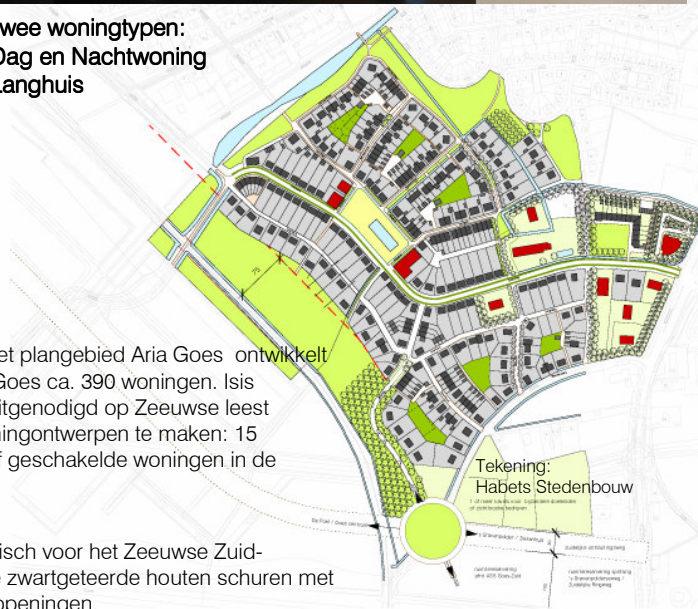 wee woningtypen:
Dag en Nachtwoning
Langhuis
75
et plangebied Aria Goes ontwikkelt
Goes ca. 390 woningen. Isis
itgenodigd op Zeeuwse leest
ningontwerpen te maken: 15
f geschakelde woningen in de
Tekening:
Habets Stedenbouw
isch voor het Zeeuwse Zuid-
e zwartgeteerde houten schuren met
openingen